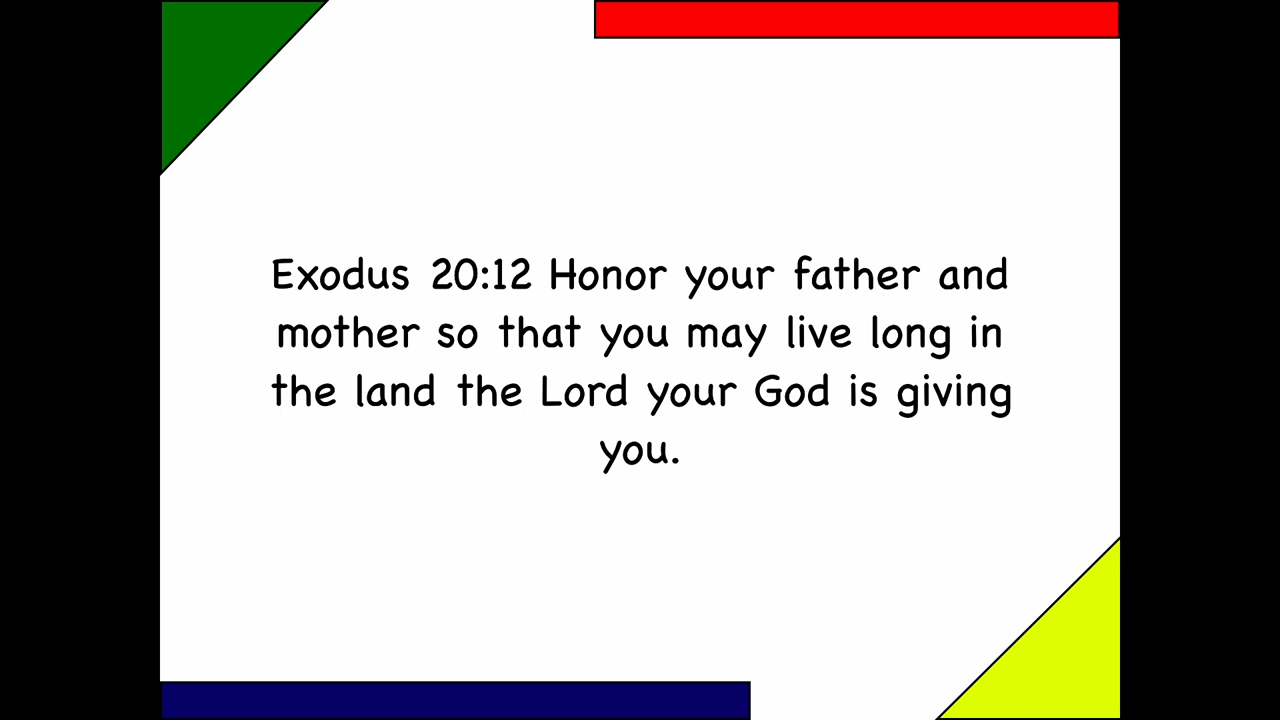 Exodus 20:12 Honor your father and
mother so that you may live long in
the land the Lord your God is giving
you.